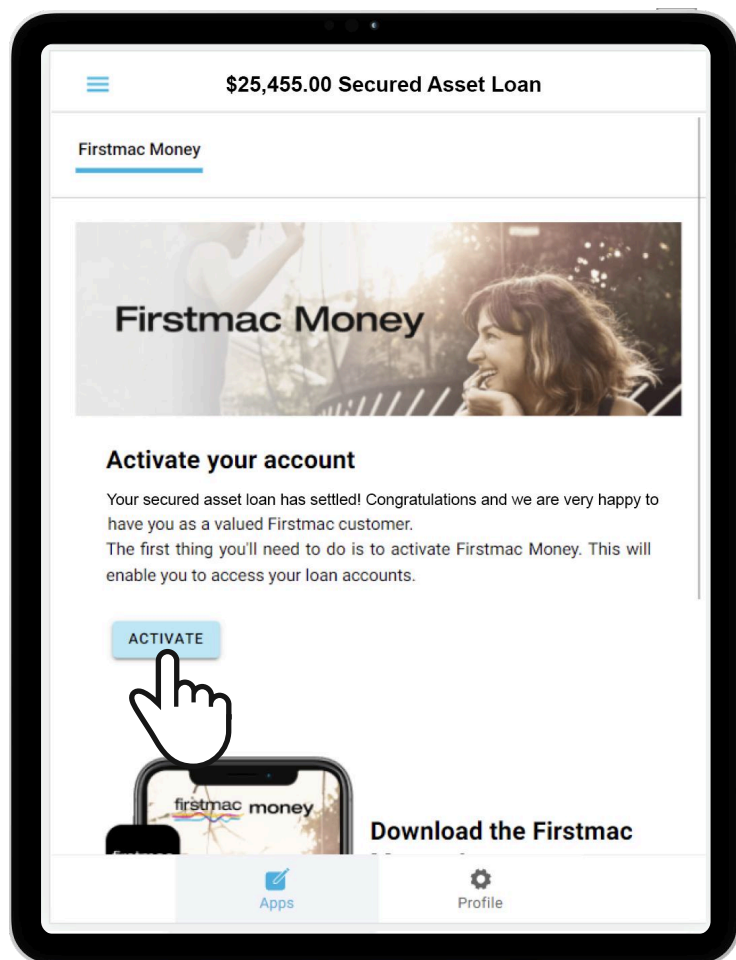 $25,455.00 Secured Asset Loan
Firstmac Money
Firstmac Money
Activate your account
Your secured asset loan has settled! Congratulations and we are very happy to
have you as a valued Firstmac customer.
The first thing you'll need to do is to activate Firstmac Money. This will
enable you to access your loan accounts.
ACTIVATE
firstmac money
Download the Firstmac
Apps
Profile